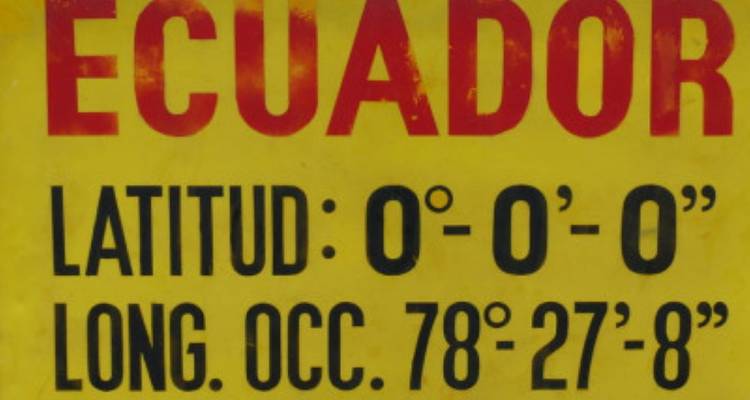 ECUADOR
LATITUD: 0°-0’-0”
LONG. OCC. 78°-27’-8”